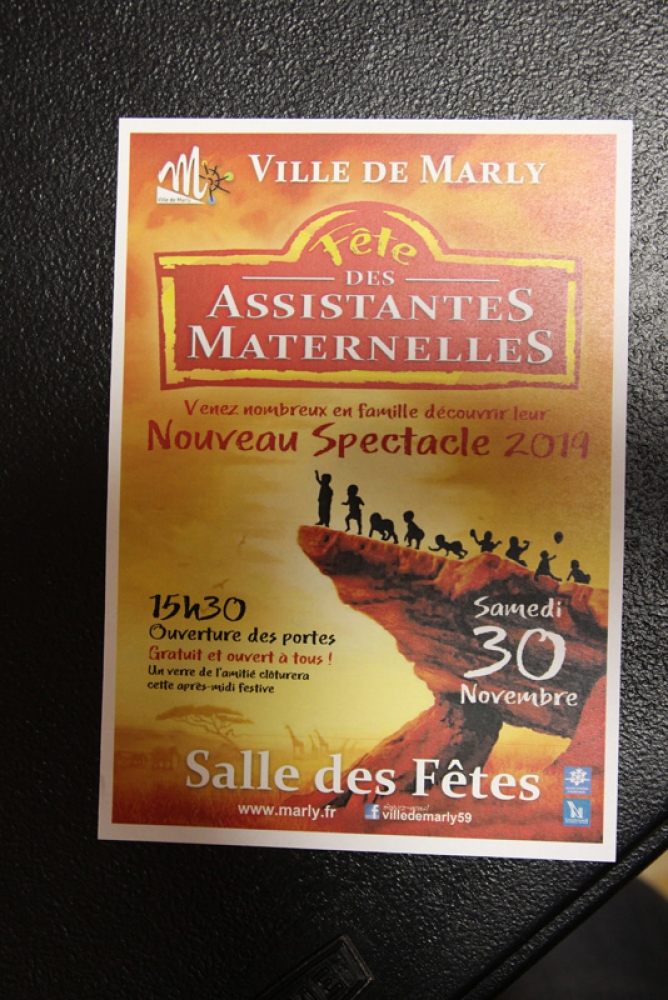 Ville de Marly
VILLE DE MARLY
Fête
DES
ASSISTANTES
MATERNELLES
Venez nombreux en famille découvrir leur
Nouveau Spectacle 2019
15h30
Ouverture des portes
Gratuit et ouvert à tous !
Un verre de l'amitié clôturera
cette après-midi festive
Samedi
30
Novembre
Salle des Fêtes
www.marly.fr
villedemarly59